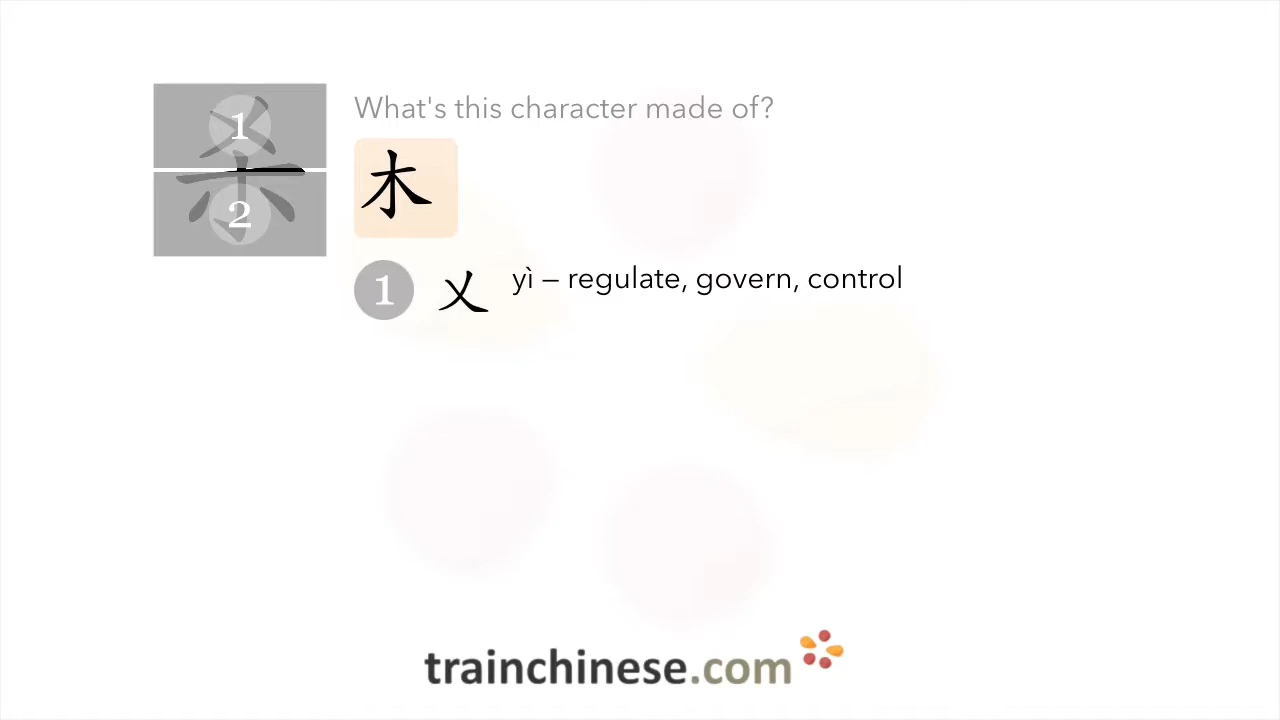 1
2
What's this character made of?
木
1 乂 yì – regulate, govern, control
trainchinese.com